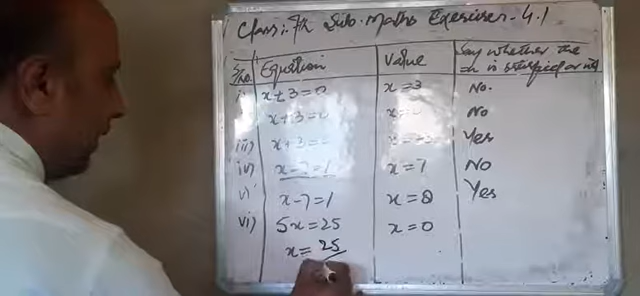 Class: 7th Sub. Maths Exercise-4.1
S/No. Equation Value Say whether the
is or not
i) x+3=0 x=3 No.
x+3=0 x=0 No
iii) x+3= Yes
iv) x-7=1 x=7 No
v) x-7=1 x=8 Yes
vi) 5x=25 x=0
x= 25